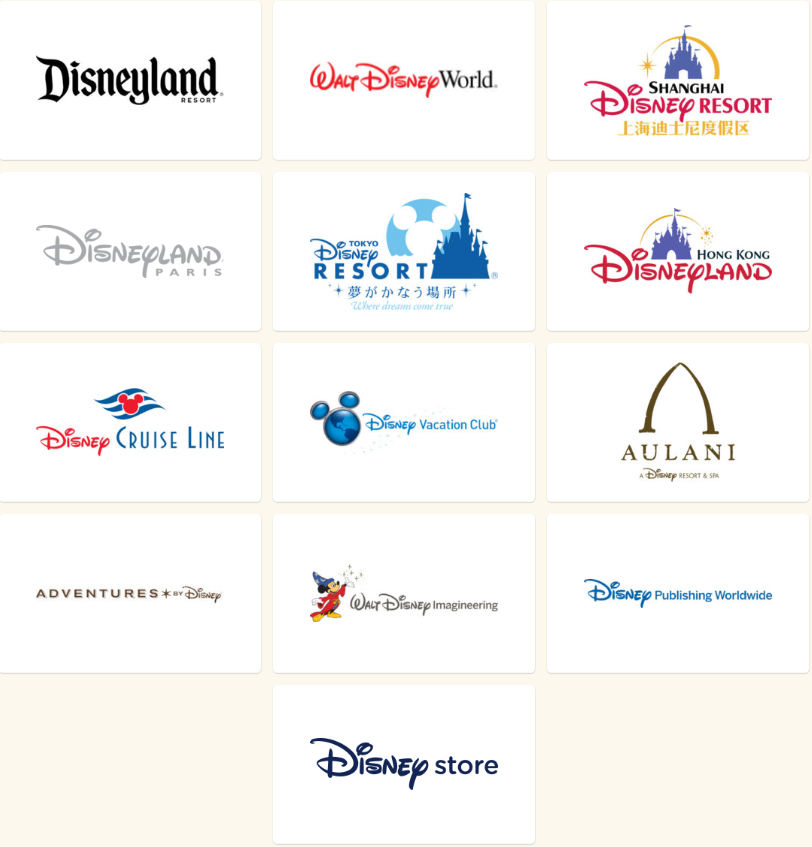 Disneyland®
RESORT
WALT DISNEY World®
SHANGHAI
DISNEY RESORT
上海迪士尼度假区
DISNEYLAND
PARIS
TOKYO
DISNEY
RESORT®
夢がかなう場所
Where dreams come true
HONG KONG
DISNEYLAND
DISNEY CRUISE LINE
DISNEY Vacation Club®
AULANI
A DISNEY RESORT & SPA
ADVENTURES BY DISNEY
WALT DISNEY Imagineering
DISNEY Publishing Worldwide
DISNEY store